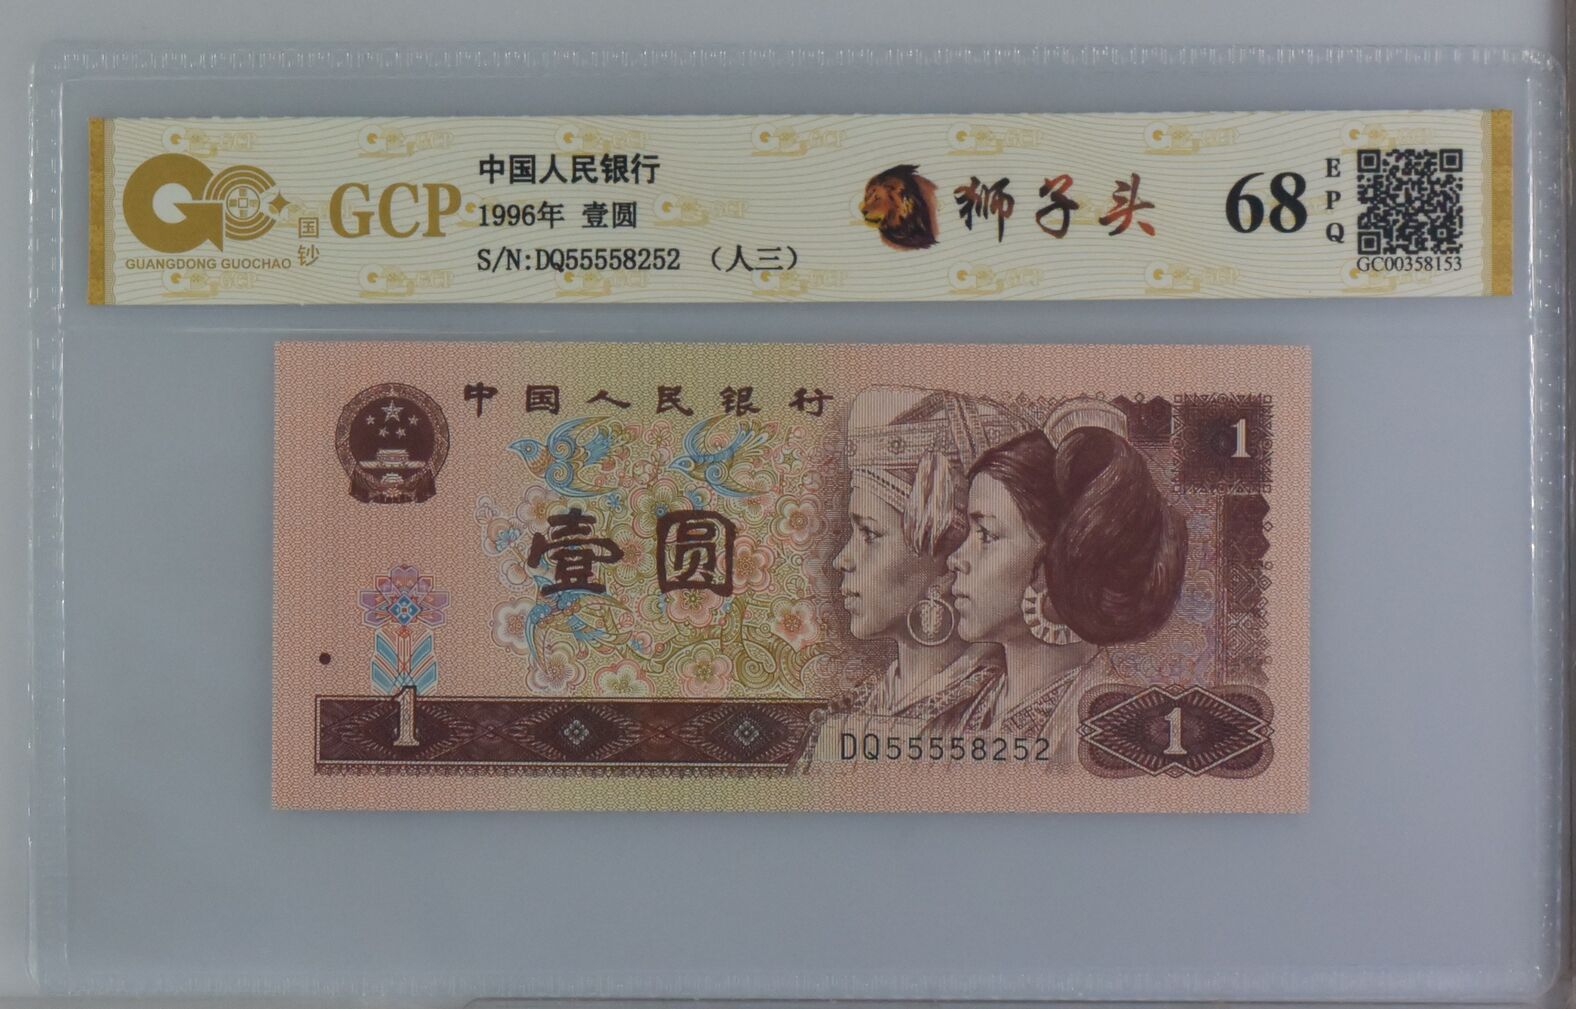 GCP
国钞
GUANGDONG GUOCHAO
中国人民银行
1996年 壹圆
S/N:DQ55558252 （人三）
狮子头
68
EPQ
GC00358153
中国人民银行
1
壹圆
1
DQ55558252
1